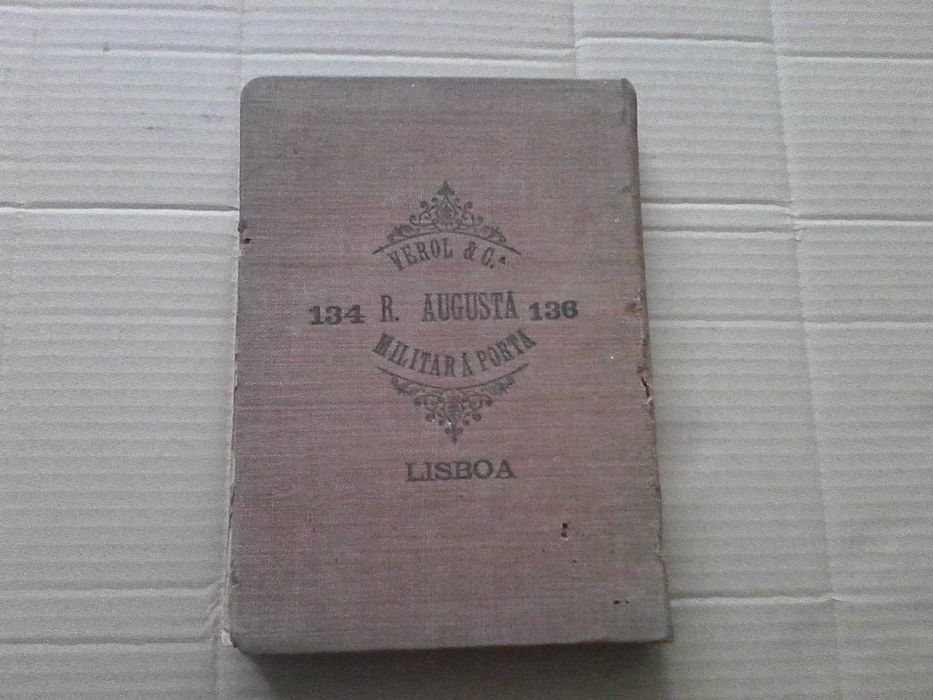 VEROL & C.ª
134 R. AUGUSTA 136
MILITAR Á PORTA
LISBOA